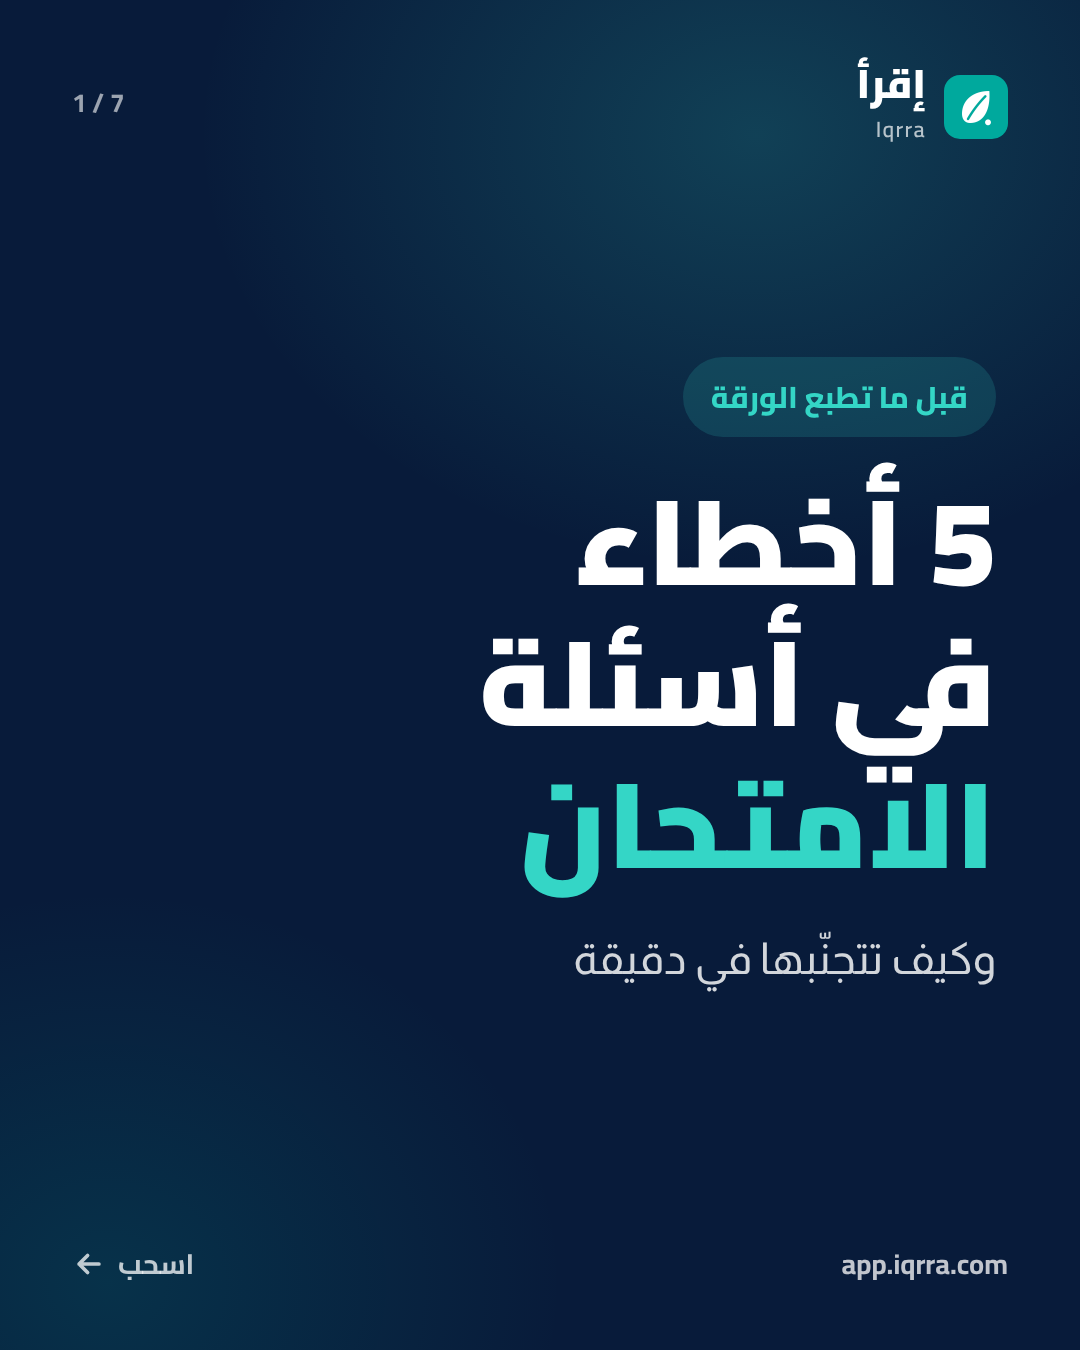 إقرأ
Iqrra
1 / 7
قبل ما تطبع الورقة
5 أخطاء
في أسئلة
الامتحان
وكيف تتجنّبها في دقيقة
app.iqrra.com
اسحب ←